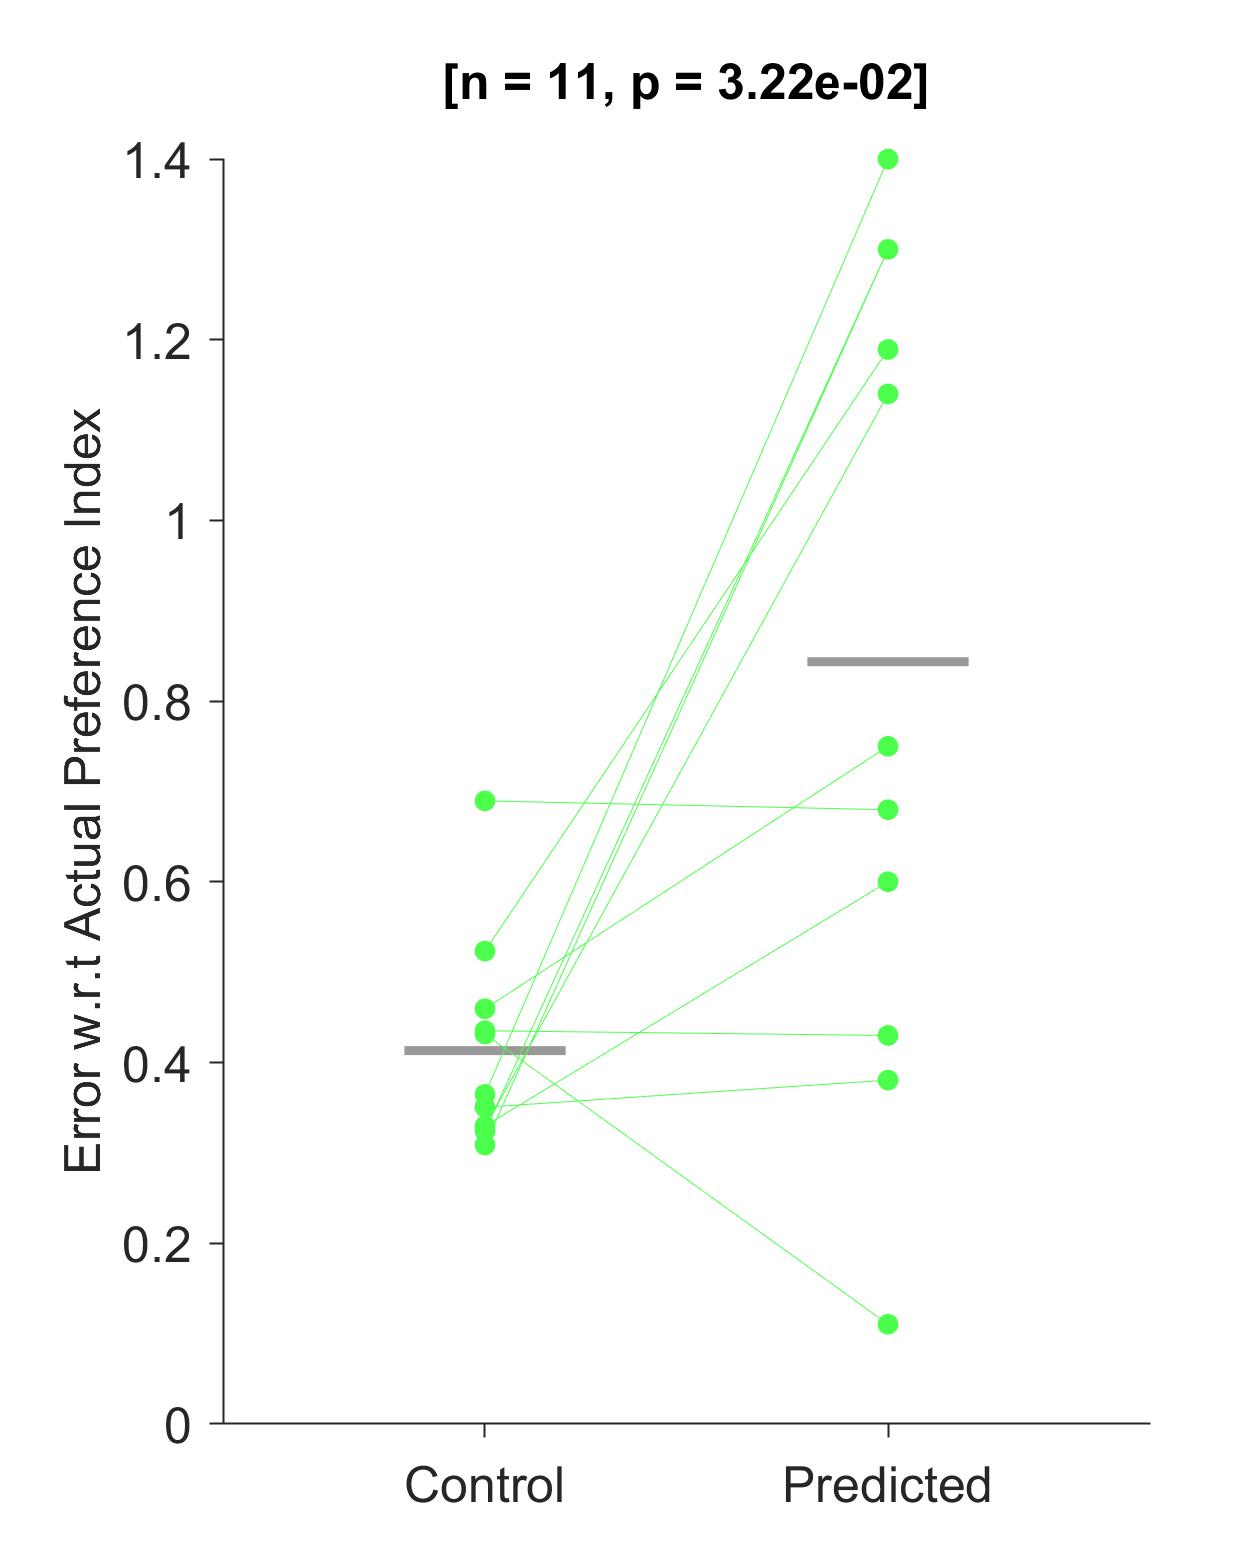 [n = 11, p = 3.22e-02]
Error w.r.t Actual Preference Index
1.4
1.2
1
0.8
0.6
0.4
0.2
0
Control
Predicted